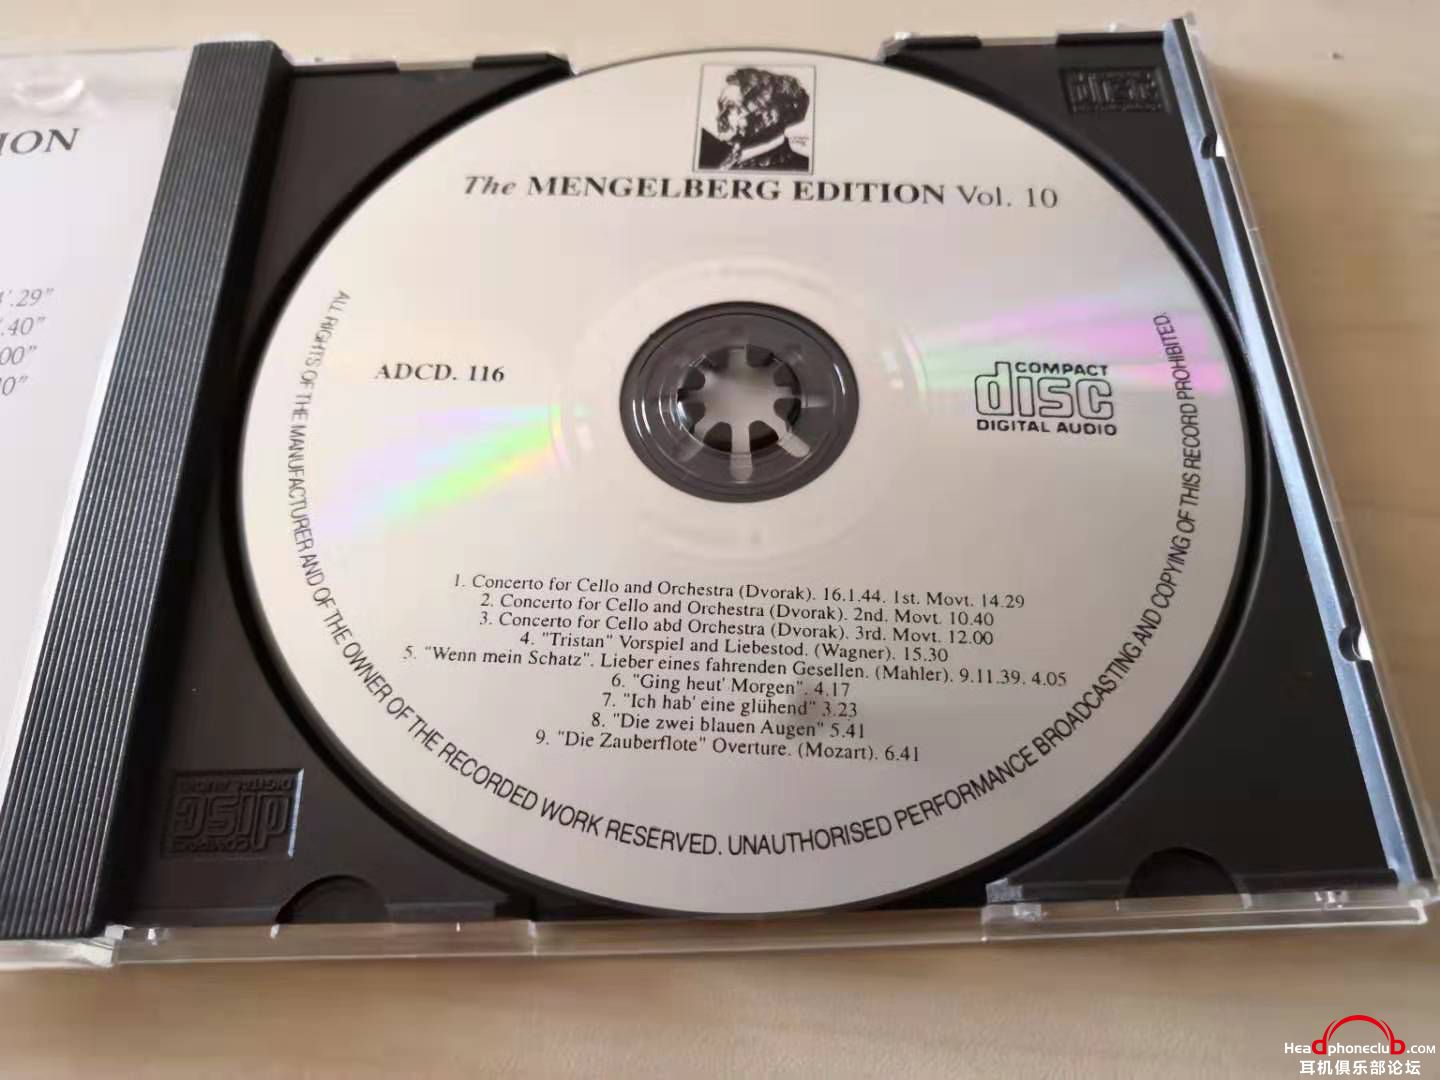 The MENGELBERG EDITION Vol. 10
ION
4'.29"
.40"
00"
ADCD. 116
COMPACT
disc
DIGITAL AUDIO
1. Concerto for Cello and Orchestra (Dvorak). 16.1.44. 1st. Movt. 14.29
2. Concerto for Cello and Orchestra (Dvorak). 2nd. Movt. 10.40
3. Concerto for Cello abd Orchestra (Dvorak). 3rd. Movt. 12.00
4. "Tristan" Vorspiel and Liebestod. (Wagner). 15.30
5. "Wenn mein Schatz". Lieber eines fahrenden Gesellen. (Mahler). 9.11.39. 4.05
6. "Ging heut' Morgen". 4.17
7. "Ich hab' eine glühend" 3.23
8. "Die zwei blauen Augen" 5.41
9. "Die Zauberflote" Overture. (Mozart). 6.41
ALL RIGHTS OF THE MANUFACTURER AND OF THE OWNER OF THE RECORDED WORK RESERVED. UNAUTHORISED PERFORMANCE BROADCASTING AND COPYING OF THIS RECORD PROHIBITED.
disc
HeadphoneclubD.com
耳机俱乐部论坛